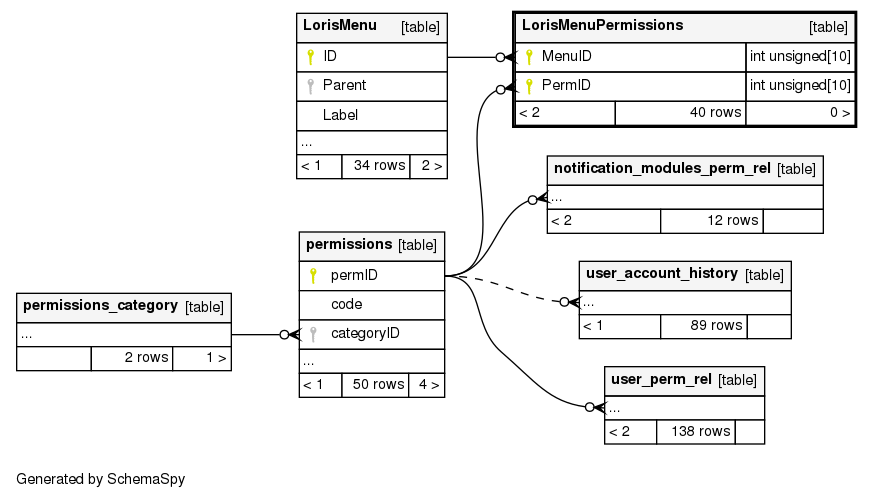 LorisMenu [table]
ID
Parent
Label
...
< 1 34 rows 2 >
LorisMenuPermissions [table]
MenuID int unsigned[10]
PermID int unsigned[10]
< 2 40 rows 0 >
notification_modules_perm_rel [table]
...
< 2 12 rows
permissions [table]
permID
code
categoryID
...
< 1 50 rows 4 >
user_account_history [table]
...
< 1 89 rows
permissions_category [table]
...
2 rows 1 >
user_perm_rel [table]
...
< 2 138 rows
Generated by SchemaSpy